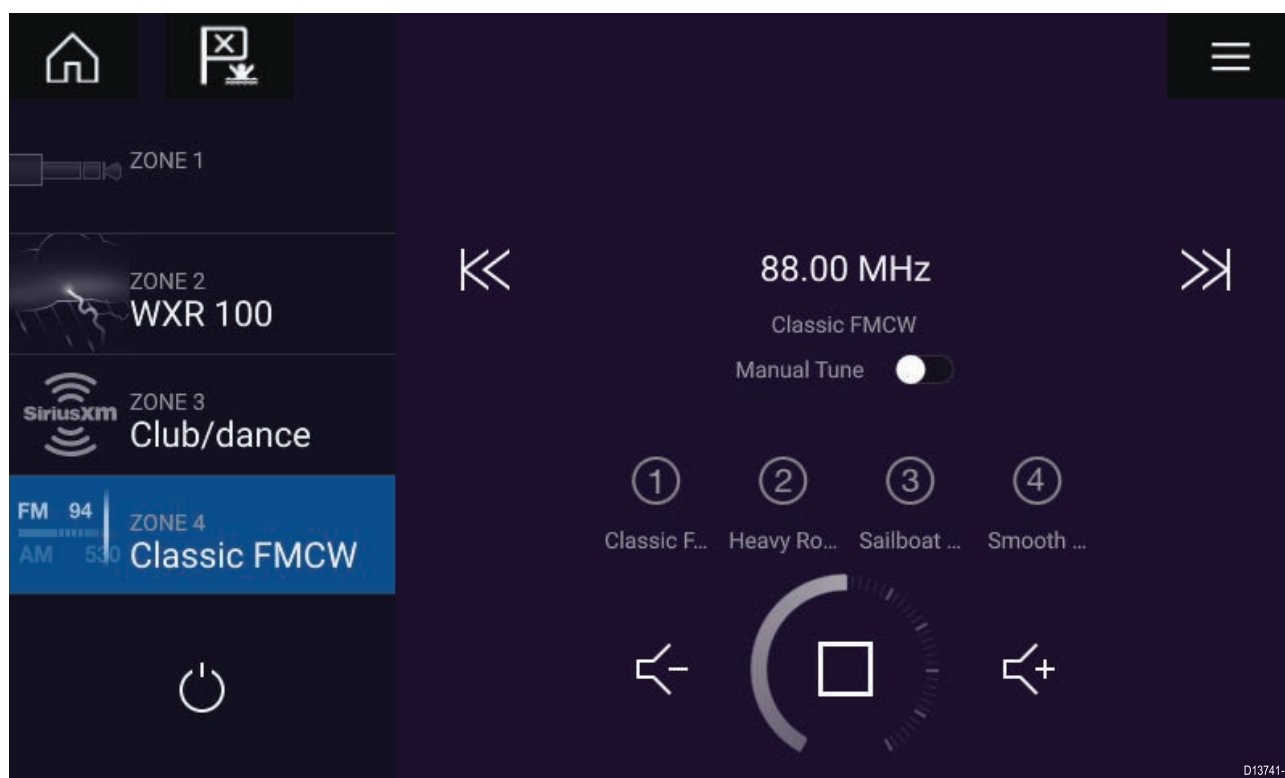 ZONE 1
ZONE 2
WXR 100
SiriusXM
ZONE 3
Club/dance
FM 94
AM 530
ZONE 4
Classic FMCW
88.00 MHz
Classic FMCW
Manual Tune
1 2 3 4
Classic F... Heavy Ro... Sailboat ... Smooth ...
D13741-